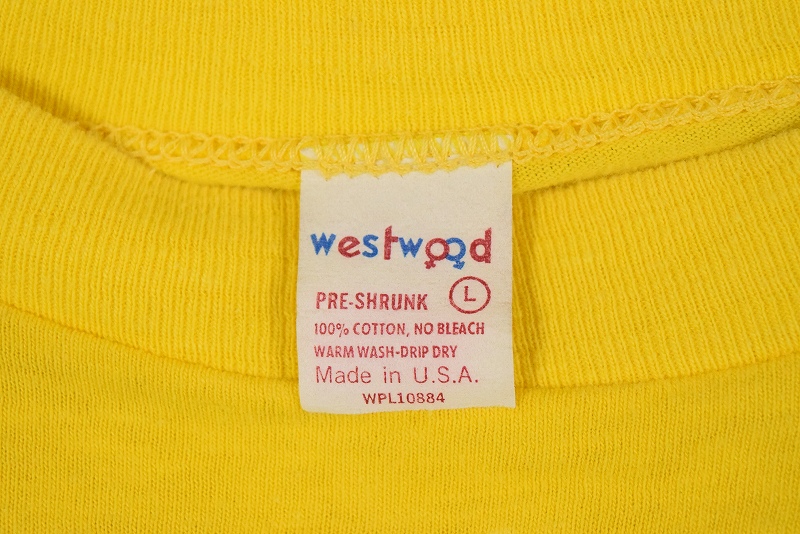 westwood
PRE-SHRUNK L
100% COTTON, NO BLEACH
WARM WASH-DRIP DRY
Made in U.S.A.
WPL10884